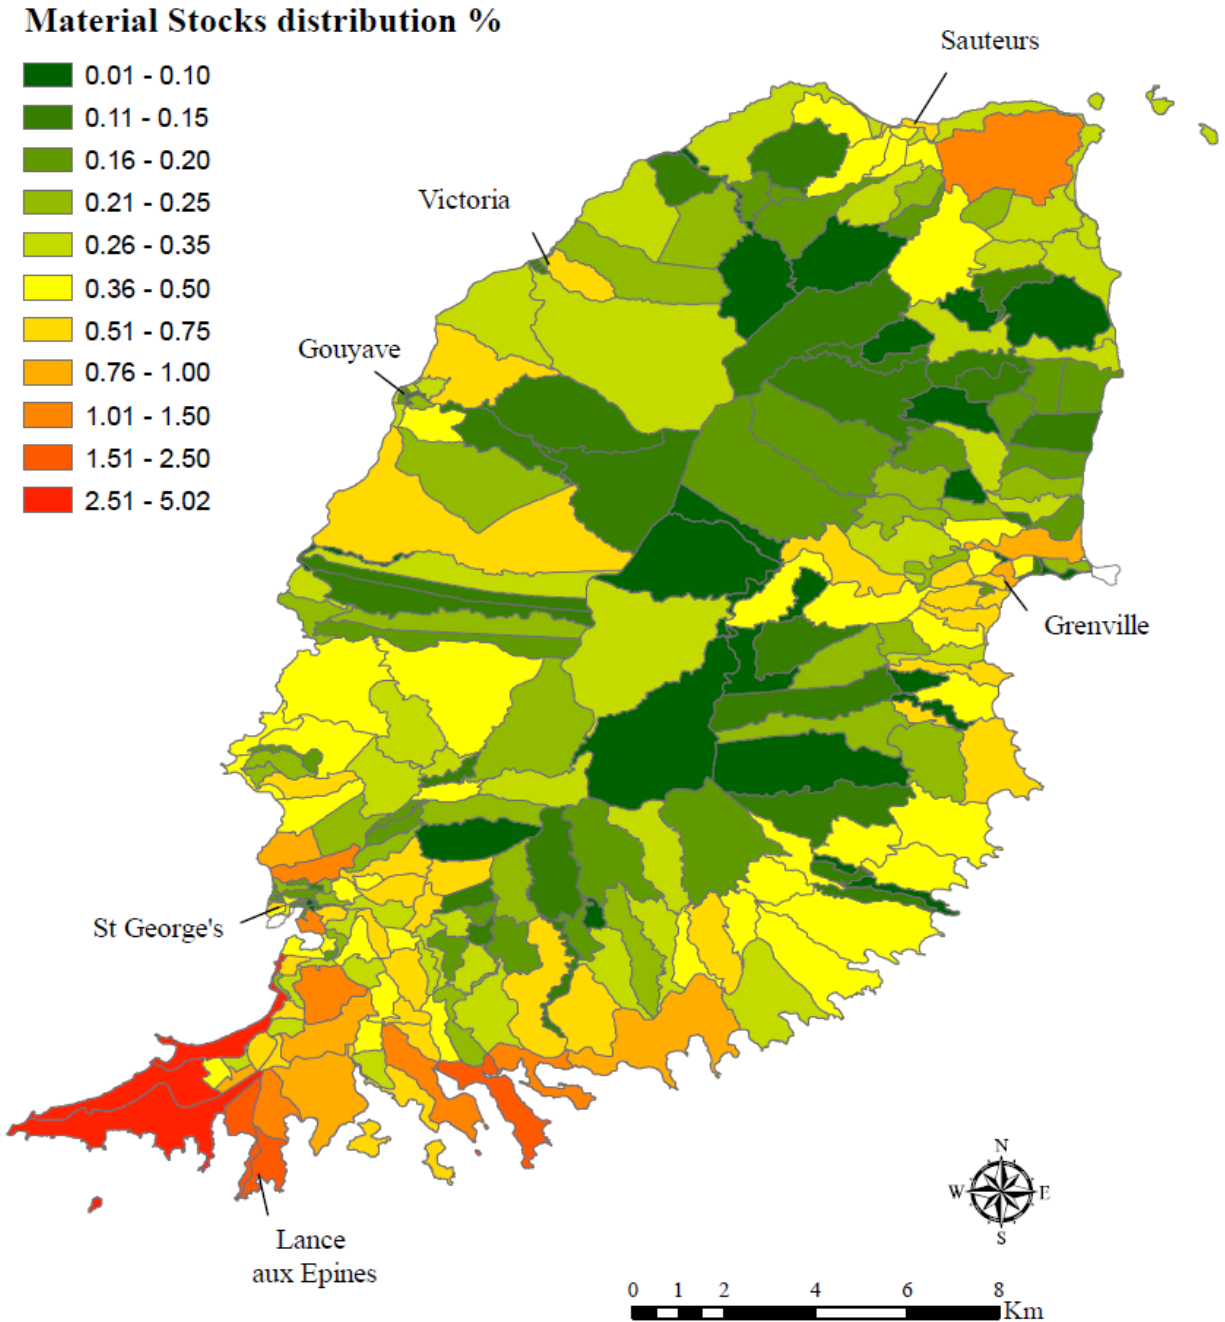 Material Stocks distribution %
0.01 - 0.10
0.11 - 0.15
0.16 - 0.20
0.21 - 0.25
0.26 - 0.35
0.36 - 0.50
0.51 - 0.75
0.76 - 1.00
1.01 - 1.50
1.51 - 2.50
2.51 - 5.02
Sauteurs
Victoria
Gouyave
Grenville
St George's
Lance
aux Epines
N
W E
S
0 1 2 4 6 8
Km